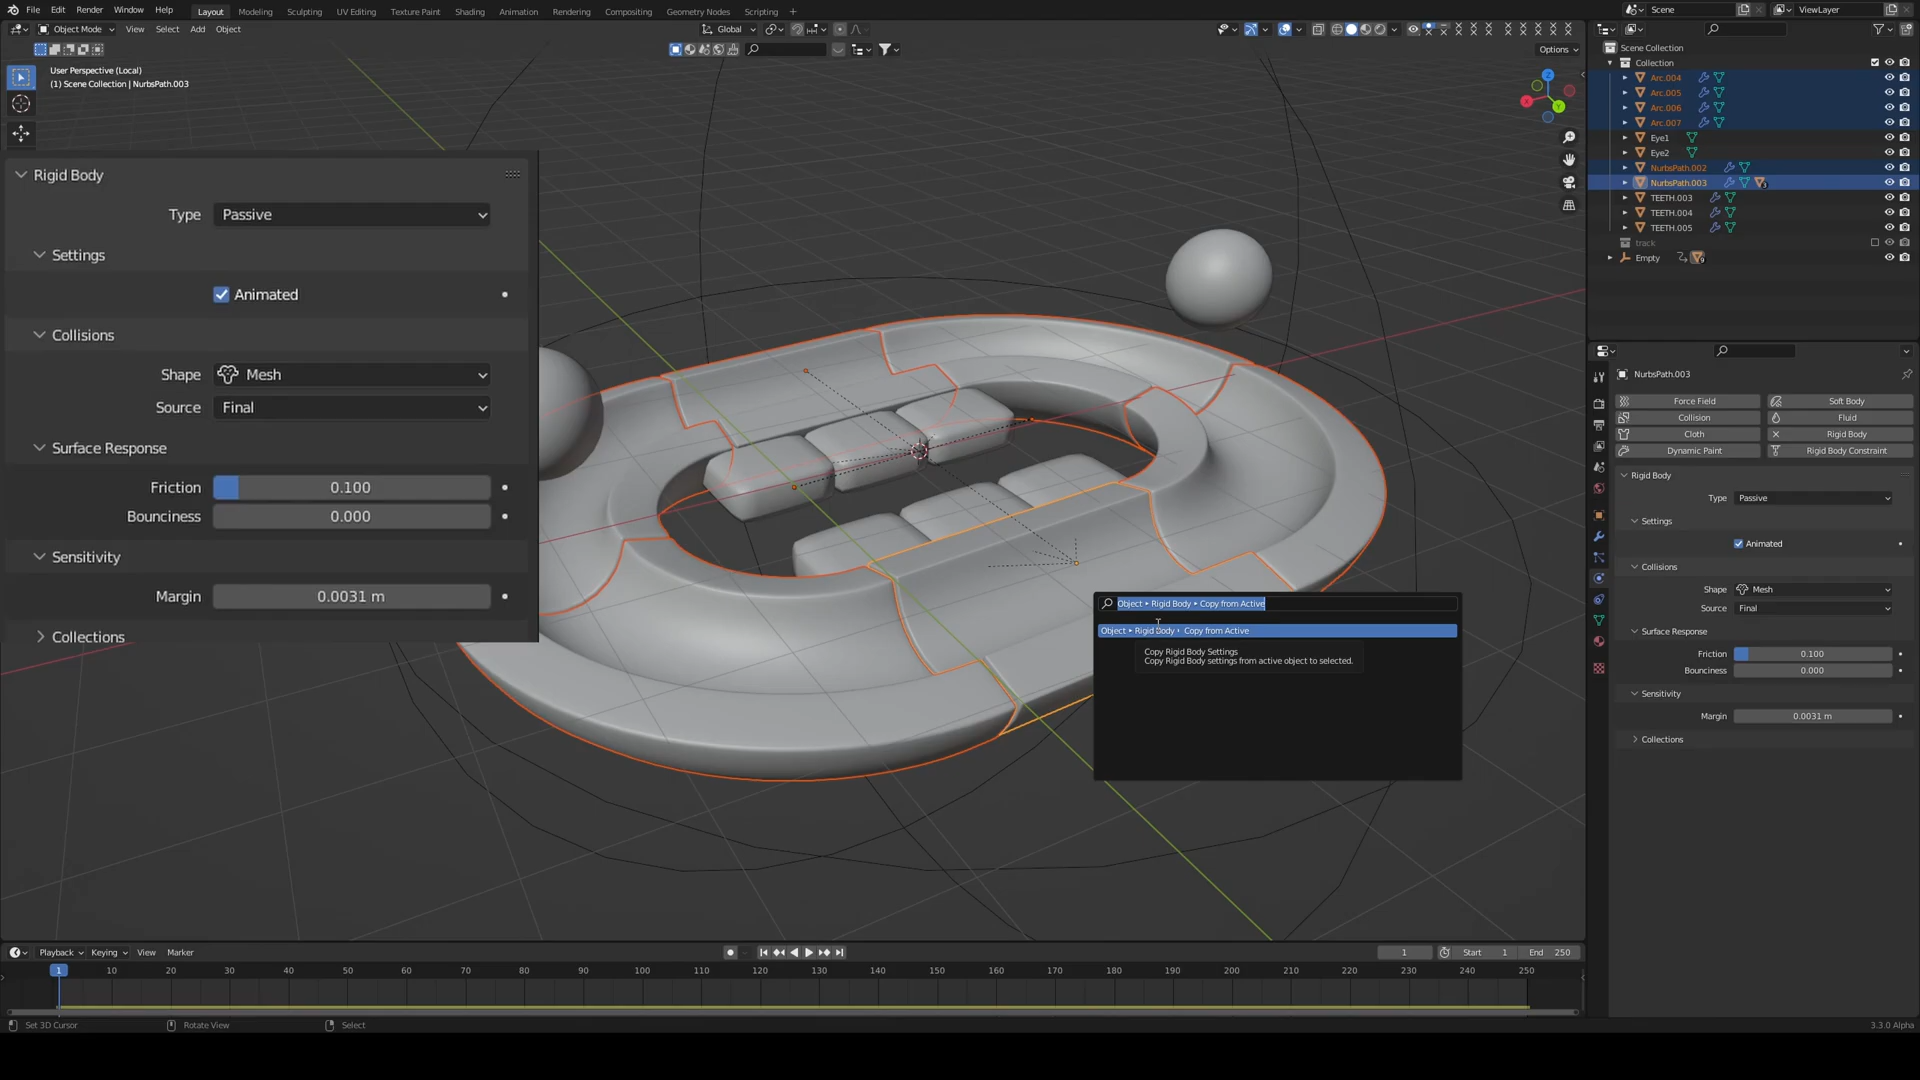 File Edit Render Window Help Layout Modeling Sculpting UV Editing Texture Paint Shading Animation Rendering Compositing Geometry Nodes Scripting + Scene ViewLayer
Object Mode View Select Add Object Global
Options
User Perspective (Local)
(1) Scene Collection | NurbsPath.003
Rigid Body
Type Passive
Settings
Animated
Collisions
Shape Mesh
Source Final
Surface Response
Friction 0.100
Bounciness 0.000
Sensitivity
Margin 0.0031 m
Collections
Object ▸ Rigid Body ▸ Copy from Active
Object ▸ Rigid Body ▸ Copy from Active
Copy Rigid Body Settings
Copy Rigid Body settings from active object to selected.
Scene Collection
Collection
Arc.004
Arc.005
Arc.006
Arc.007
Eye1
Eye2
NurbsPath.002
NurbsPath.003
TEETH.003
TEETH.004
TEETH.005
track
Empty
NurbsPath.003
Force Field Soft Body
Collision Fluid
Cloth Rigid Body
Dynamic Paint Rigid Body Constraint
Rigid Body
Type Passive
Settings
Animated
Collisions
Shape Mesh
Source Final
Surface Response
Friction 0.100
Bounciness 0.000
Sensitivity
Margin 0.0031 m
Collections
Playback Keying View Marker 1 Start 1 End 250
1 10 20 30 40 50 60 70 80 90 100 110 120 130 140 150 160 170 180 190 200 210 220 230 240 250
Set 3D Cursor Rotate View Select 3.3.0 Alpha